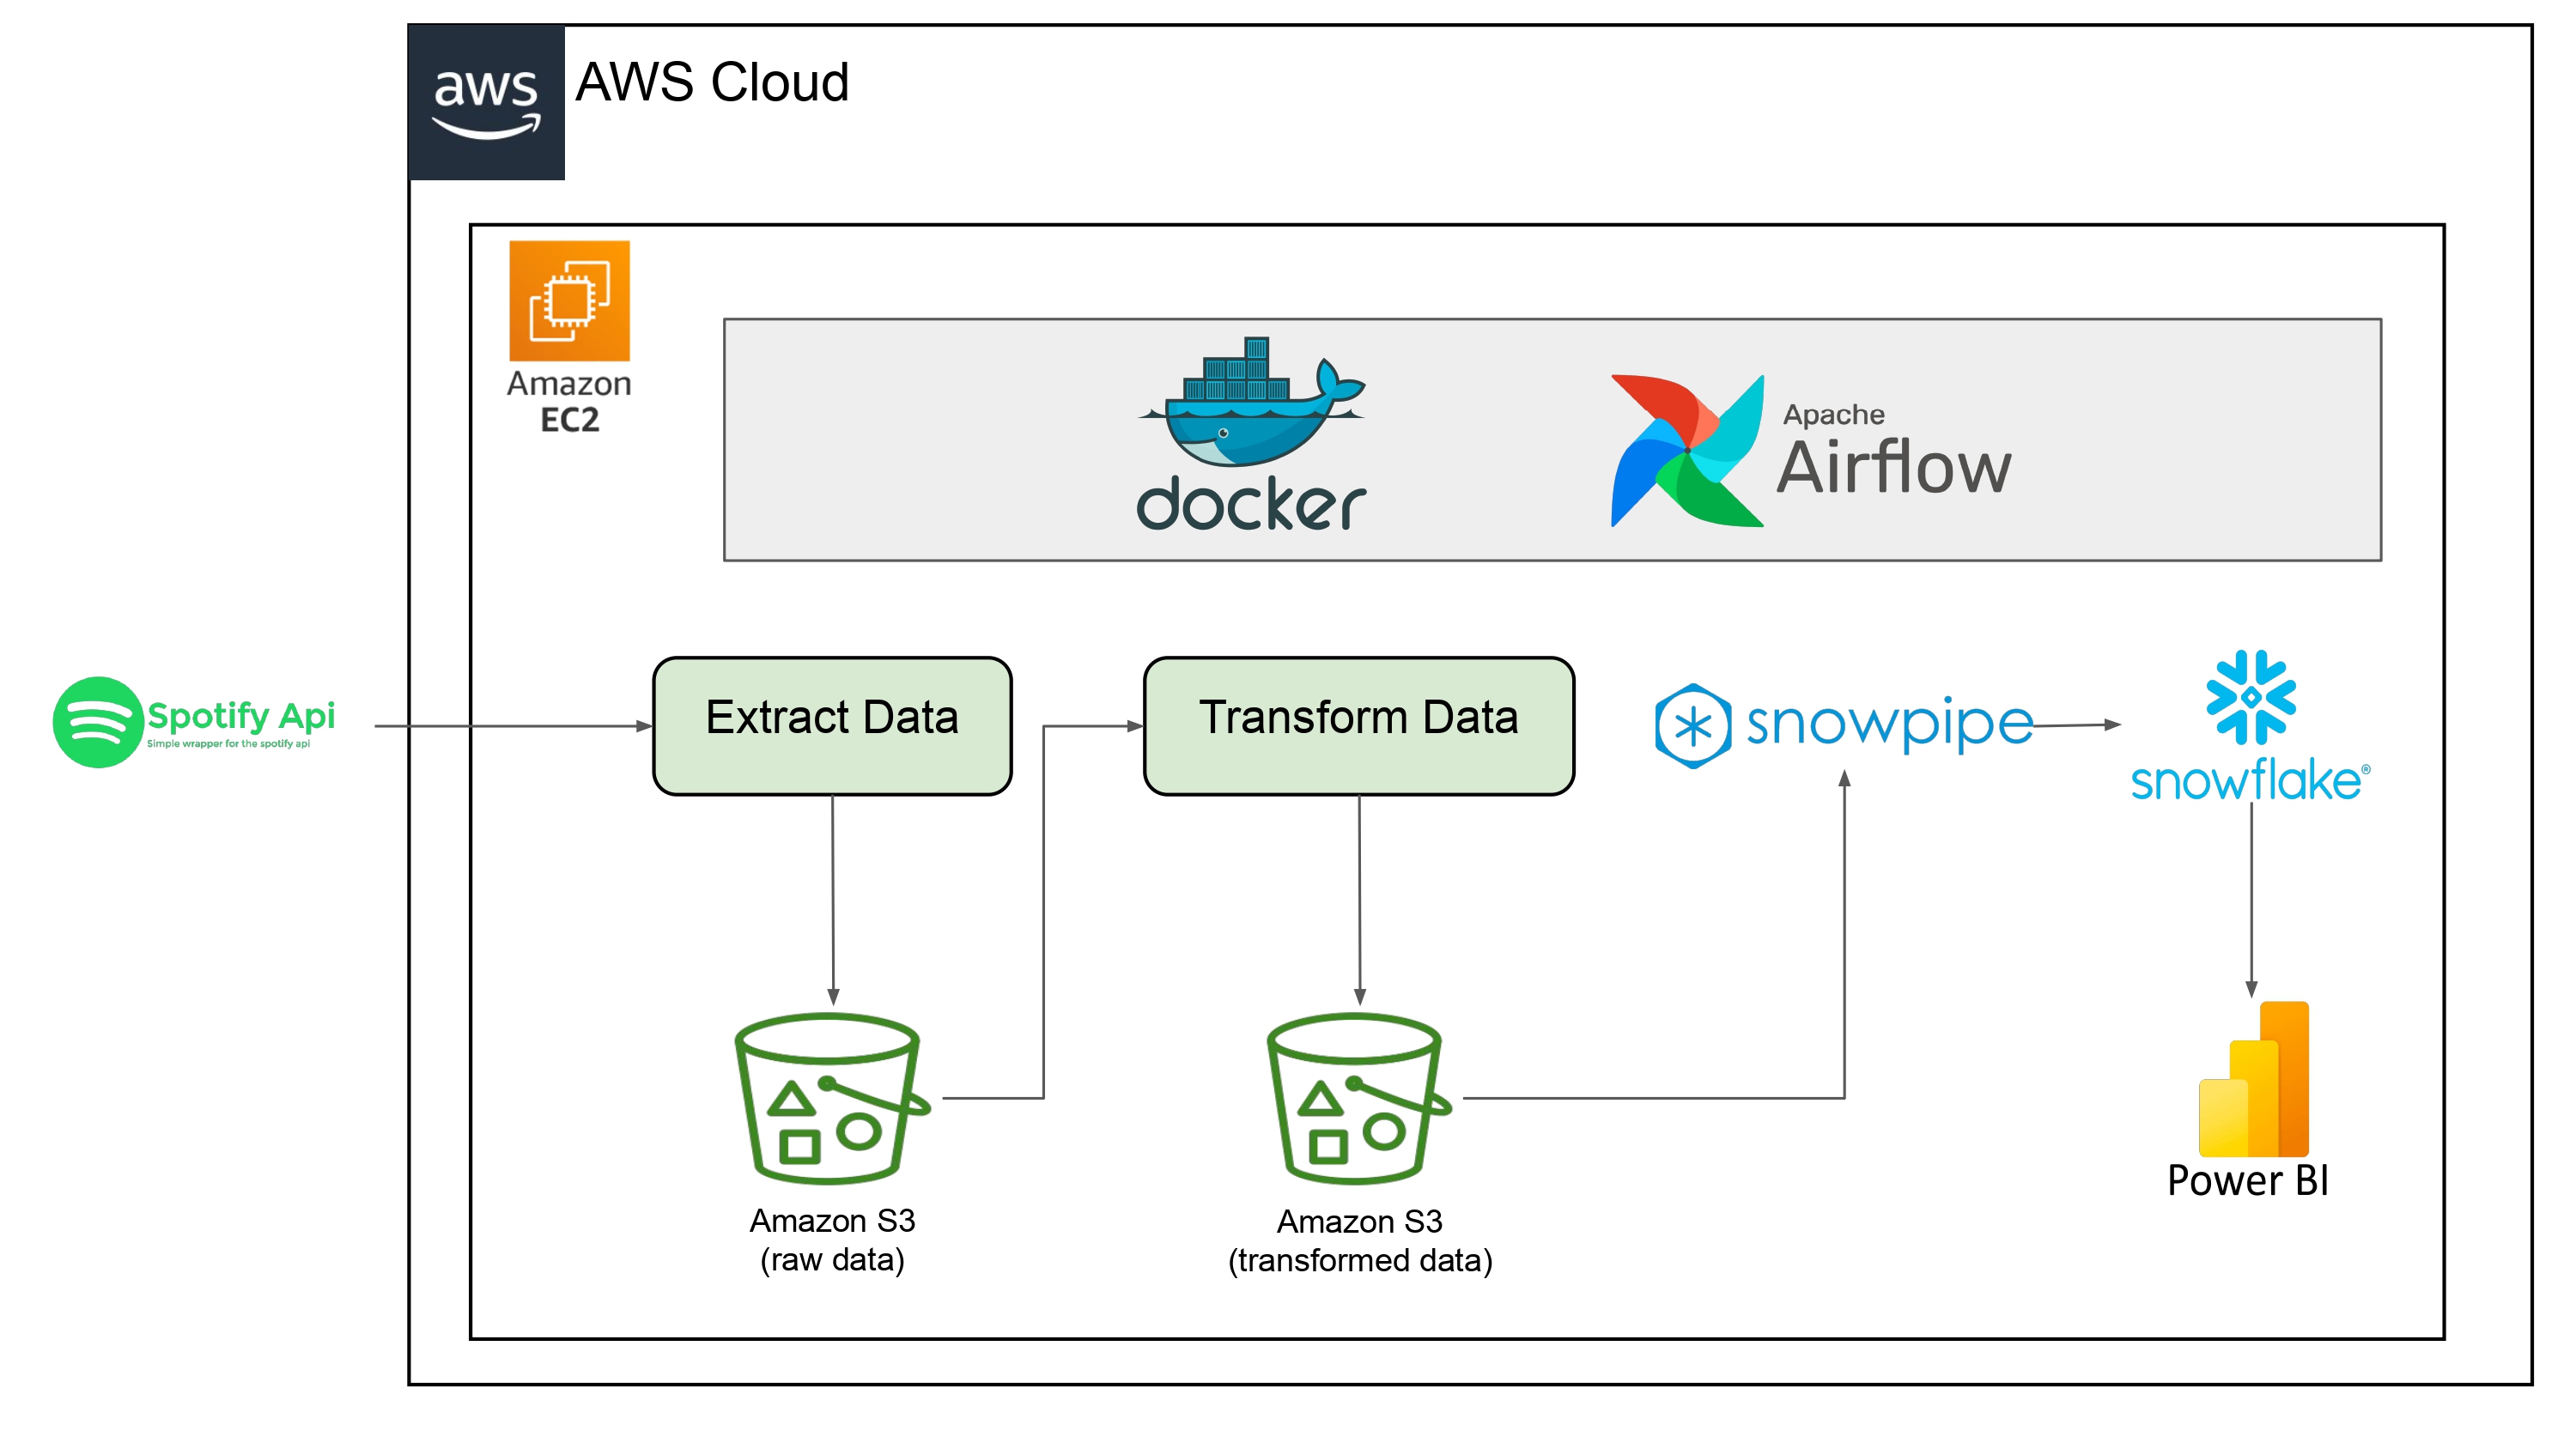 aws
AWS Cloud
Amazon
EC2
docker
Apache
Airflow
Spotify Api
Simple wrapper for the spotify api
Extract Data
Transform Data
snowpipe
snowflake®
Amazon S3
(raw data)
Amazon S3
(transformed data)
Power BI